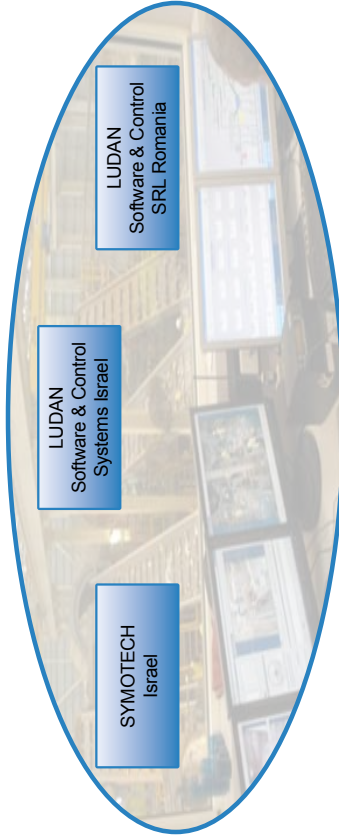 SYMOTECH
Israel
LUDAN
Software & Control
Systems Israel
LUDAN
Software & Control
SRL Romania